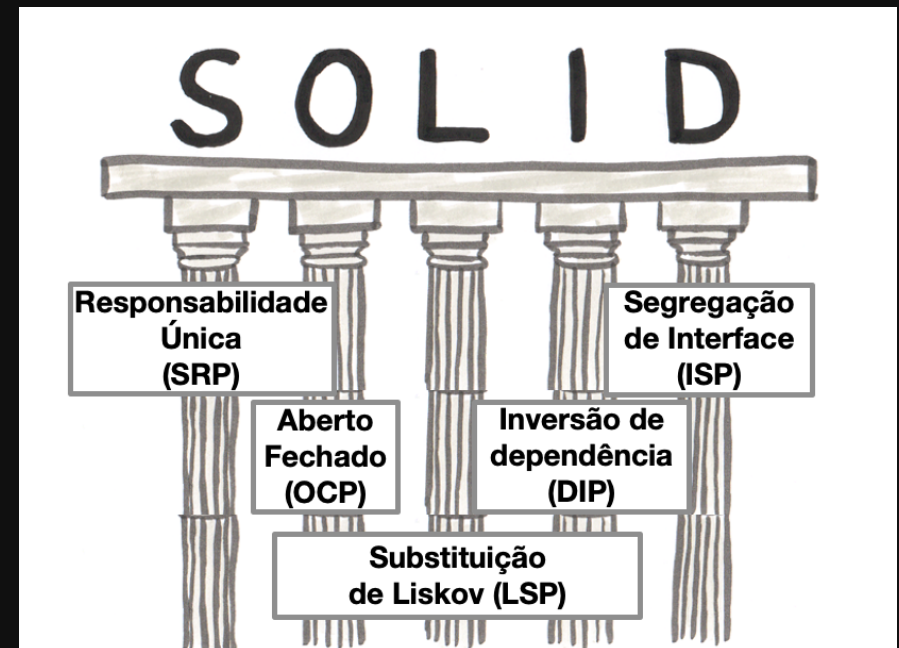 SOLID
Responsabilidade
Única
(SRP)
Segregação
de Interface
(ISP)
Aberto
Fechado
(OCP)
Inversão de
dependência
(DIP)
Substituição
de Liskov (LSP)